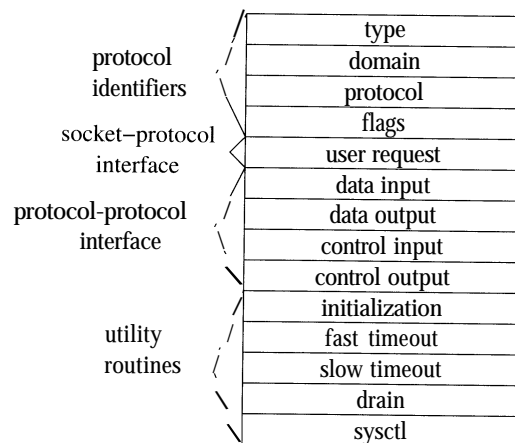 type
domain
protocol
flags
user request
data input
data output
control input
control output
initialization
fast timeout
slow timeout
drain
sysctl
protocol
identifiers
socket–protocol
interface
protocol-protocol
interface
utility
routines